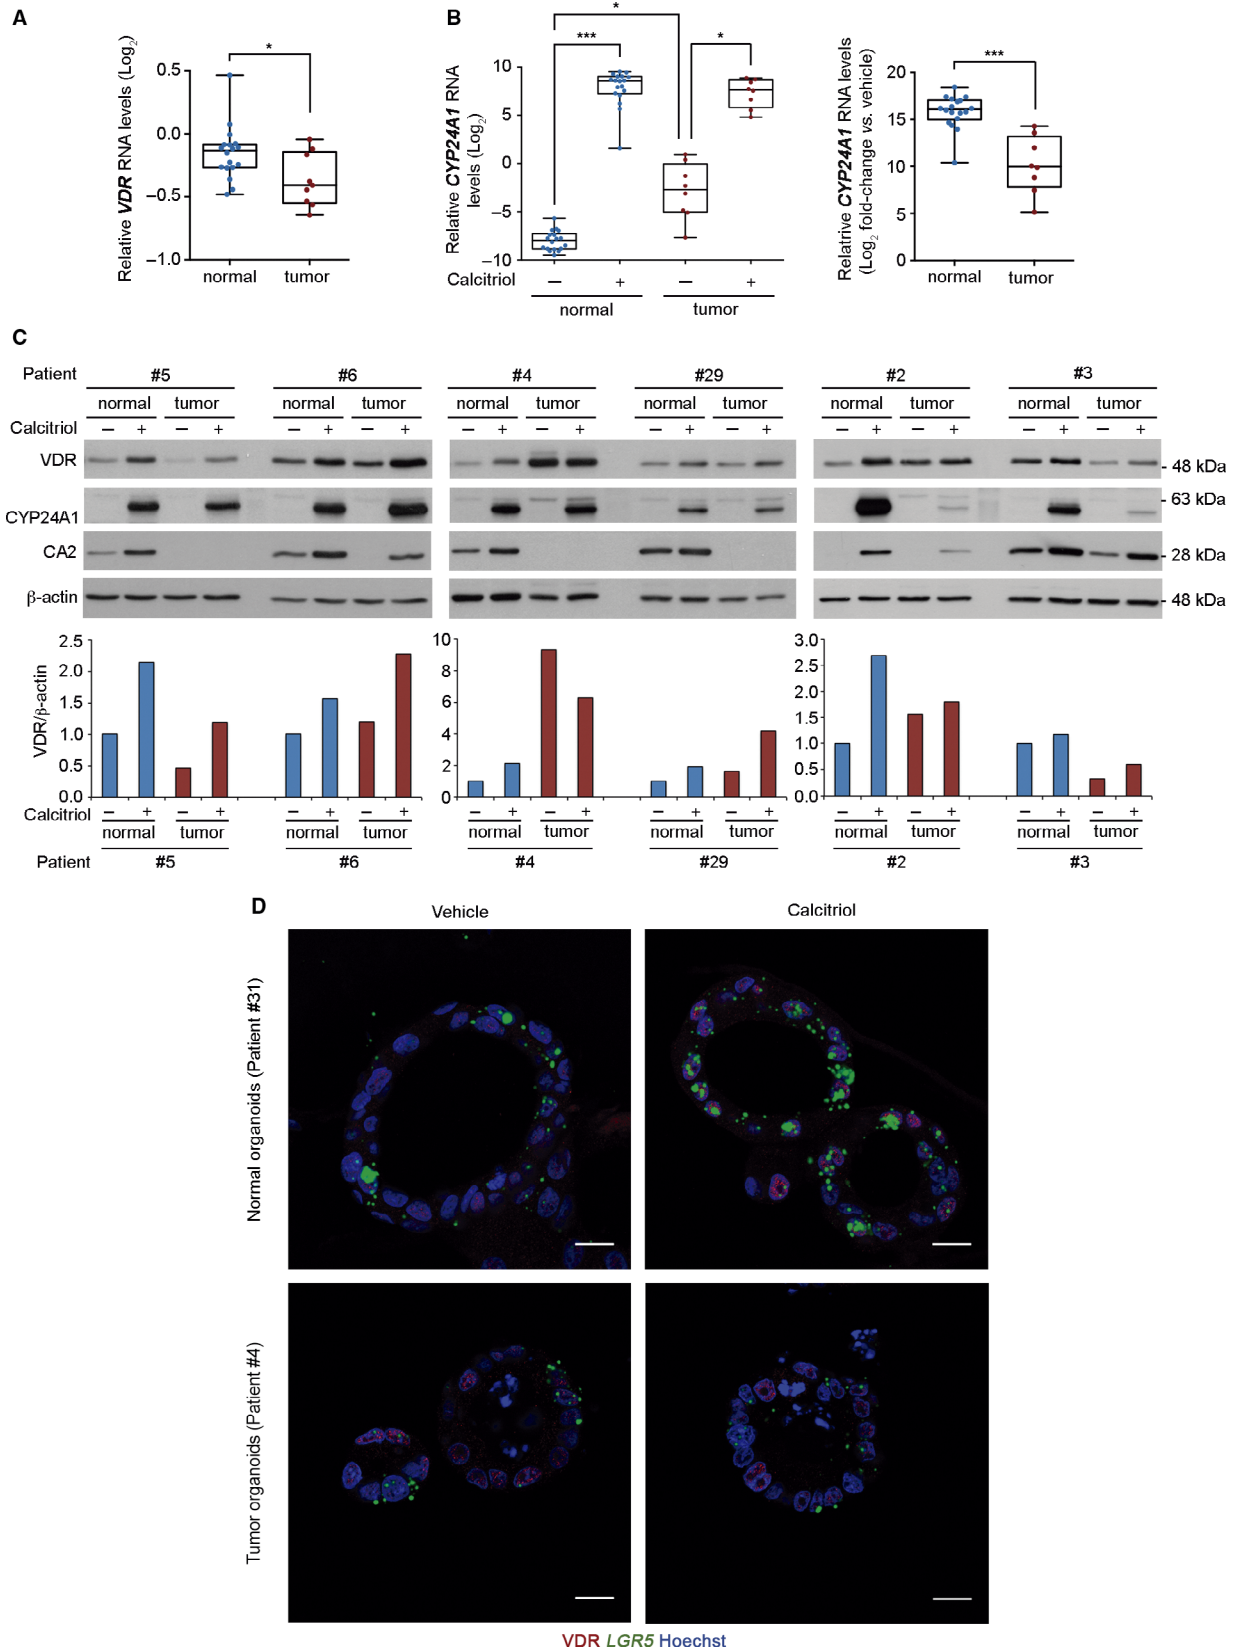 A
Relative VDR RNA levels (Log2)
0.5
0.0
−0.5
−1.0
*
normal tumor
B
Relative CYP24A1 RNA
levels (Log2)
10
5
0
−5
−10
*
***
*
Calcitriol − + − +
normal tumor
Relatrive CYP24A1 RNA levels
(Log2 fold-change vs. vehicle)
20
15
10
5
0
***
normal tumor
C
Patient #5 #6 #4 #29 #2 #3
normal tumor normal tumor normal tumor normal tumor normal tumor normal tumor
Calcitriol − + − + − + − + − + − + − + − + − + − + − + − +
VDR - 48 kDa
CYP24A1 - 63 kDa
CA2 - 28 kDa
β-actin - 48 kDa
VDR/β-actin
2.5
2.0
1.5
1.0
0.5
0.0
10
8
6
4
2
0
3.0
2.5
2.0
1.5
1.0
0.5
0.0
Calcitriol − + − + − + − + − + − + − + − + − + − + − + − +
normal tumor normal tumor normal tumor normal tumor normal tumor normal tumor
Patient #5 #6 #4 #29 #2 #3
D
Vehicle Calcitriol
Normal organoids (Patient #31)
Tumor organoids (Patient #4)
VDR LGR5 Hoechst